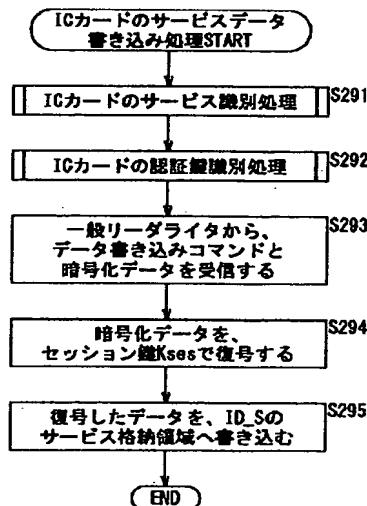 ICカードのサービスデータ
書き込み処理START
ICカードのサービス識別処理
S291
ICカードの認証鍵識別処理
S292
一般リーダライタから、
データ書き込みコマンドと
暗号化データを受信する
S293
暗号化データを、
セッション鍵Ksesで復号する
S294
復号したデータを、ID_Sの
サービス格納領域へ書き込む
S295
END